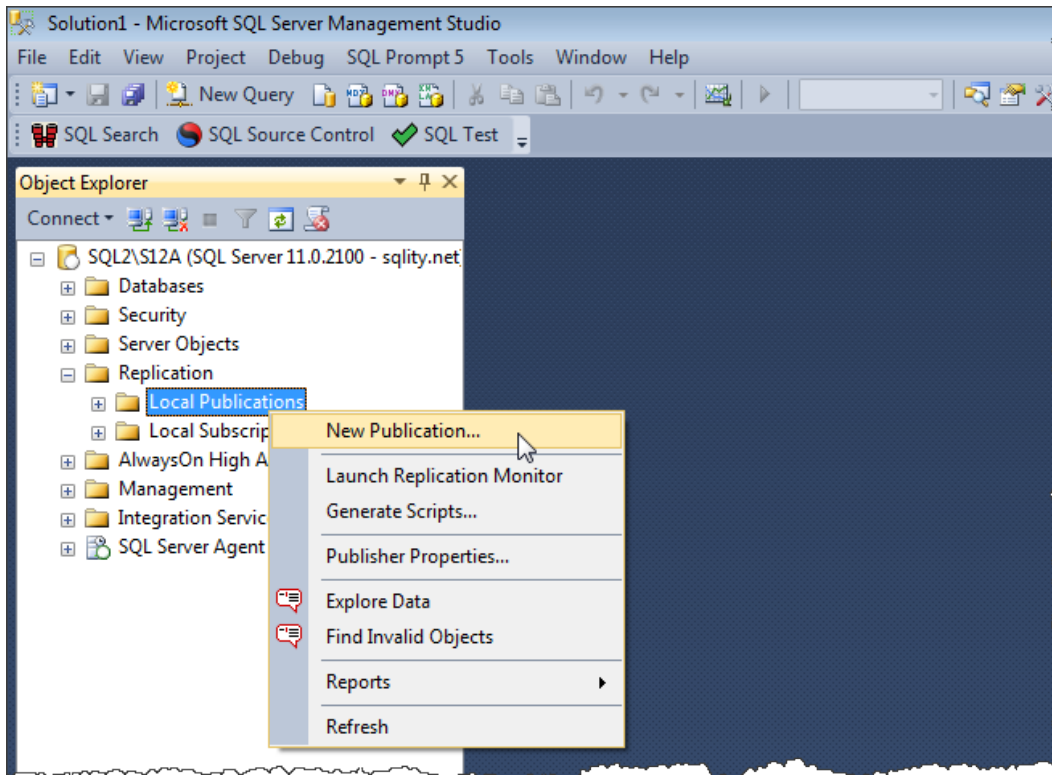 Solution1 - Microsoft SQL Server Management Studio
File Edit View Project Debug SQL Prompt 5 Tools Window Help
New Query
SQL Search SQL Source Control SQL Test
Object Explorer
Connect
SQL2\S12A (SQL Server 11.0.2100 - sqlity.net
Databases
Security
Server Objects
Replication
Local Publications
Local Subscrip
AlwaysOn High A
Management
Integration Servic
SQL Server Agent
New Publication...
Launch Replication Monitor
Generate Scripts...
Publisher Properties...
Explore Data
Find Invalid Objects
Reports
Refresh